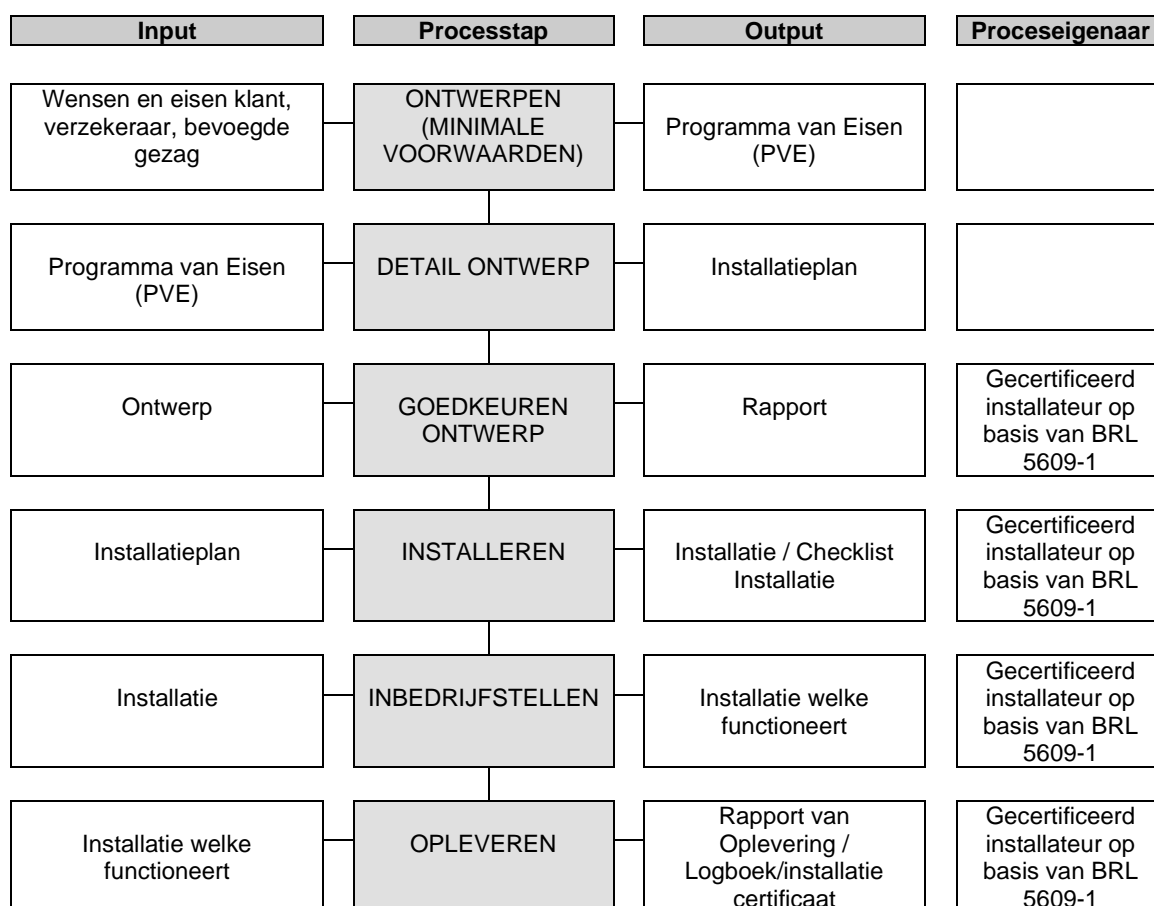 Input
Processtap
Output
Proceseigenaar
Wensen en eisen klant,
verzekeraar, bevoegde
gezag
ONTWERPEN
(MINIMALE
VOORWAARDEN)
Programma van Eisen
(PVE)
Programma van Eisen
(PVE)
DETAIL ONTWERP
Installatieplan
Ontwerp
GOEDKEUREN
ONTWERP
Rapport
Gecertificeerd
installateur op
basis van BRL
5609-1
Installatieplan
INSTALLEREN
Installatie / Checklist
Installatie
Gecertificeerd
installateur op
basis van BRL
5609-1
Installatie
INBEDRIJFSTELLEN
Installatie welke
functioneert
Gecertificeerd
installateur op
basis van BRL
5609-1
Installatie welke
functioneert
OPLEVEREN
Rapport van
Oplevering /
Logboek/installatie
certificaat
Gecertificeerd
installateur op
basis van BRL
5609-1